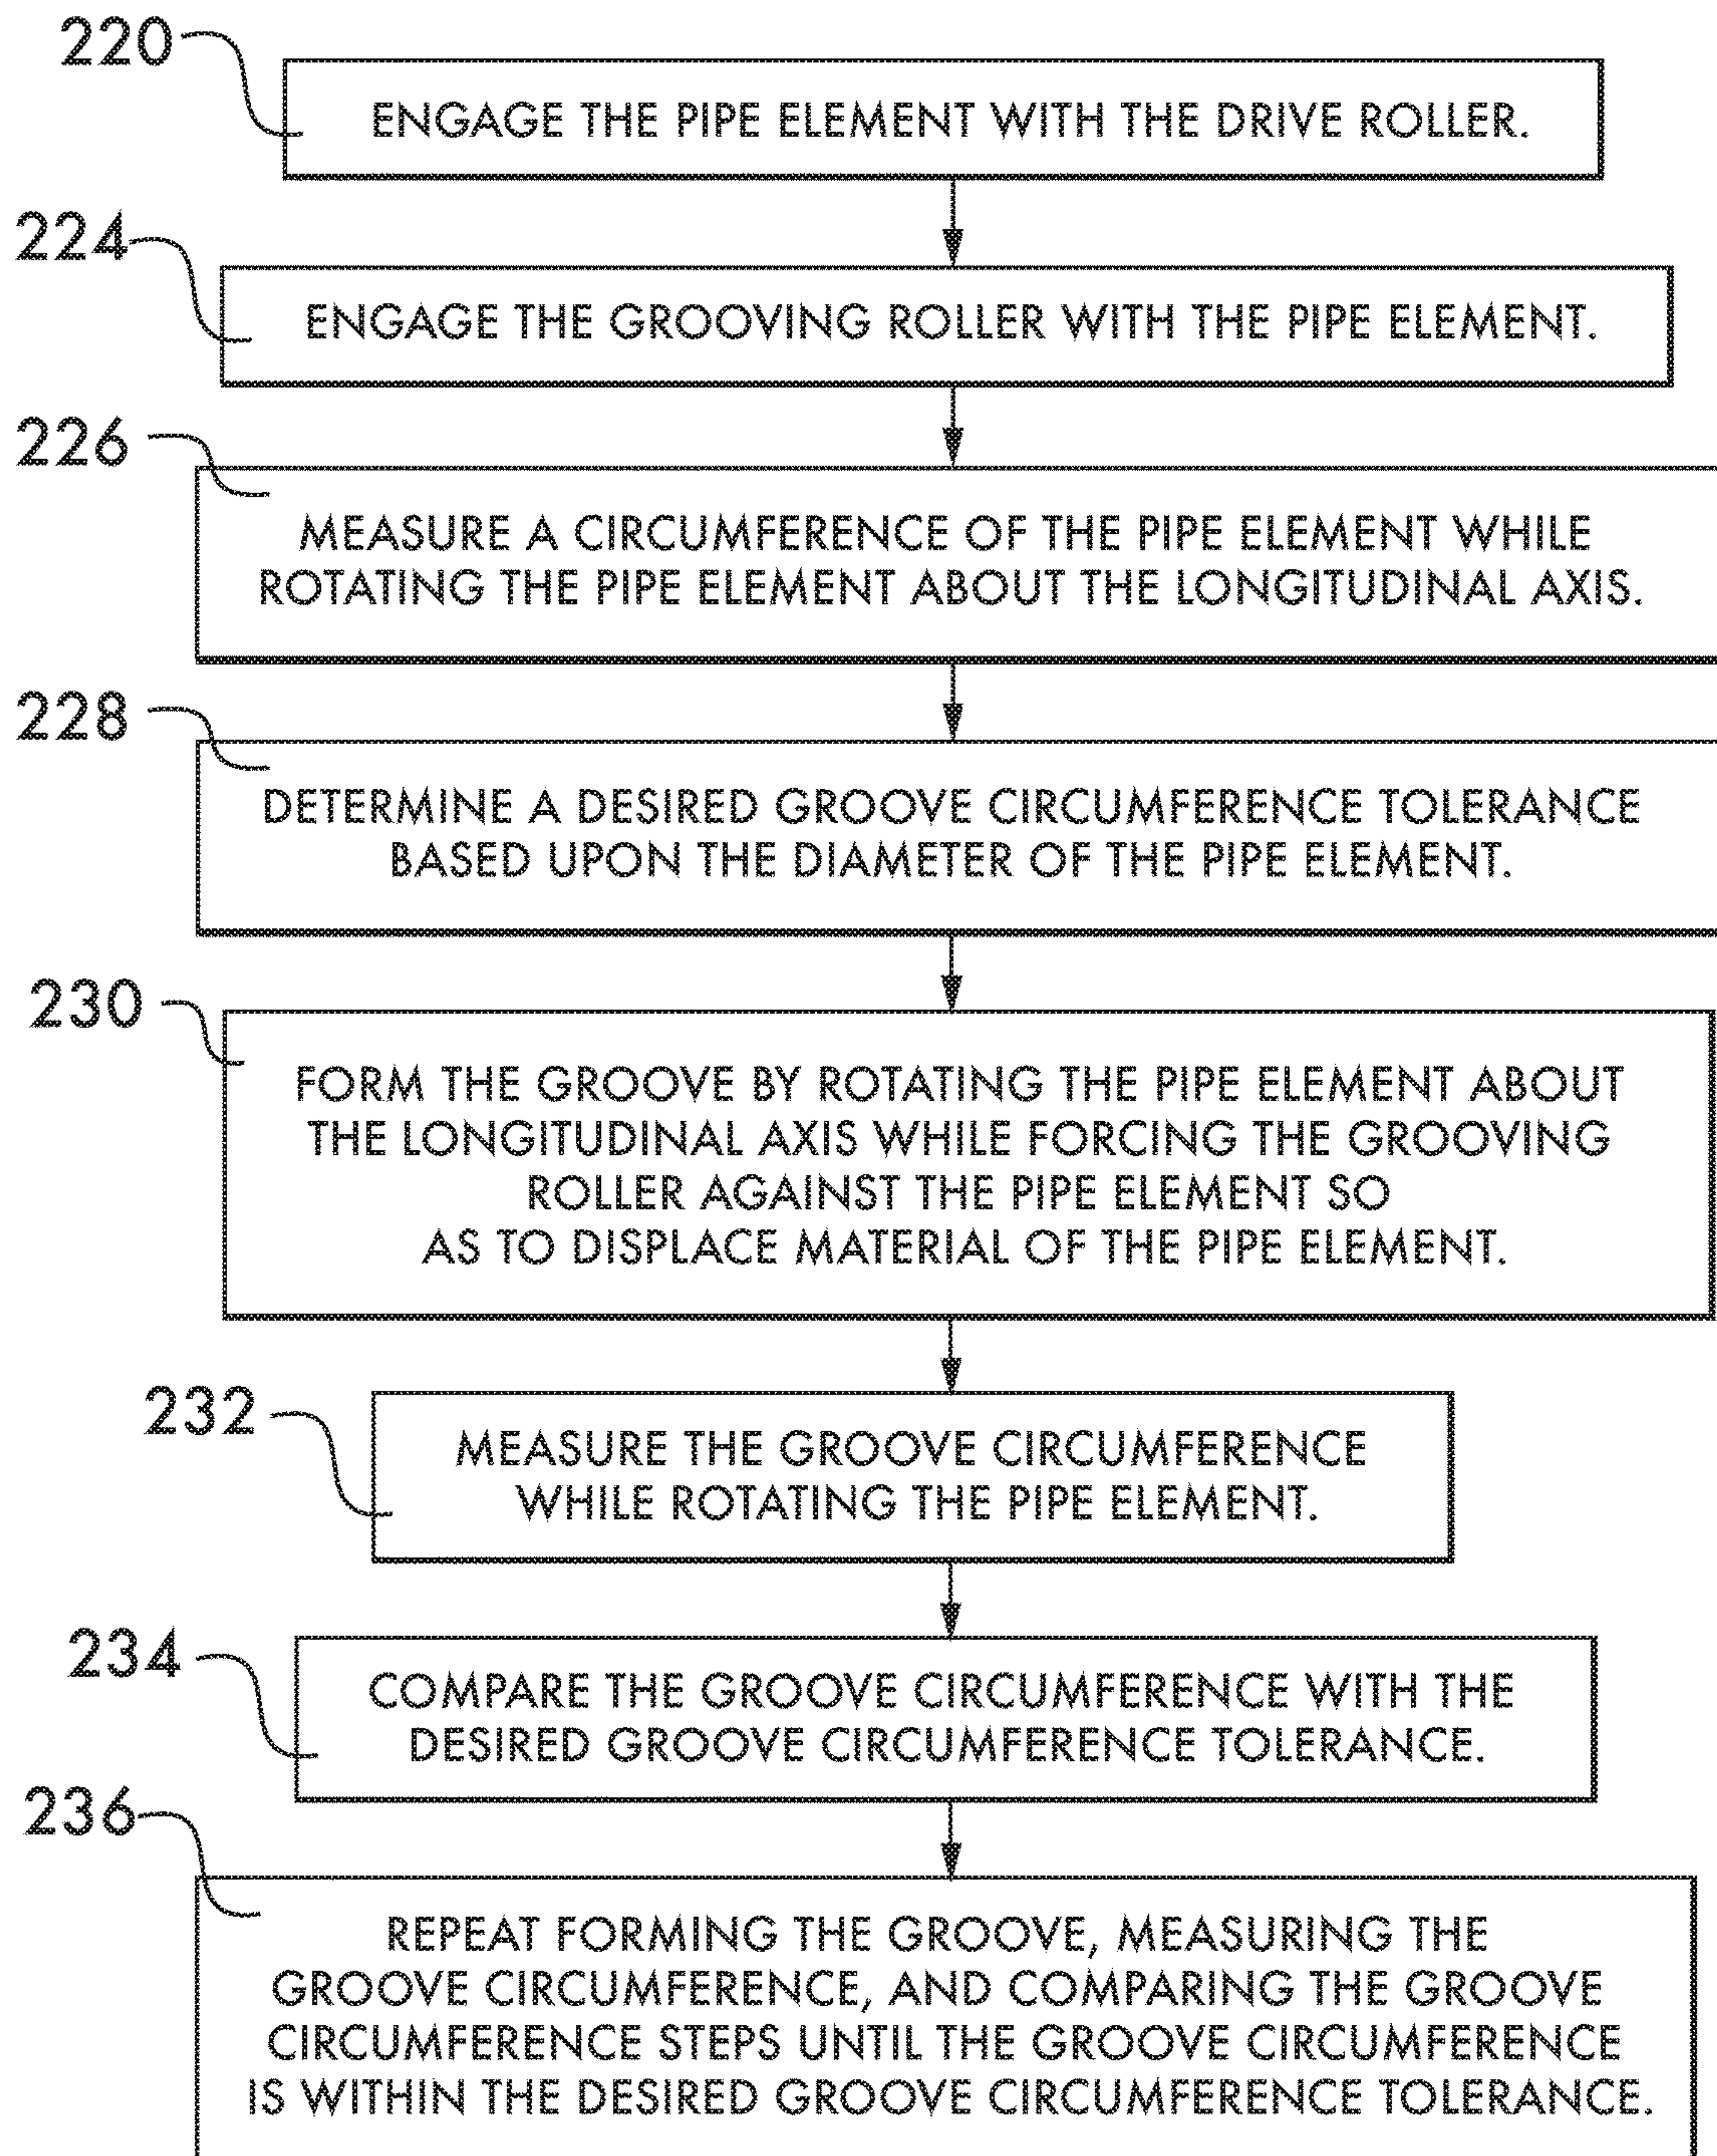 220
ENGAGE THE PIPE ELEMENT WITH THE DRIVE ROLLER.
224
ENGAGE THE GROOVING ROLLER WITH THE PIPE ELEMENT.
226
MEASURE A CIRCUMFERENCE OF THE PIPE ELEMENT WHILE
ROTATING THE PIPE ELEMENT ABOUT THE LONGITUDINAL AXIS.
228
DETERMINE A DESIRED GROOVE CIRCUMFERENCE TOLERANCE
BASED UPON THE DIAMETER OF THE PIPE ELEMENT.
230
FORM THE GROOVE BY ROTATING THE PIPE ELEMENT ABOUT
THE LONGITUDINAL AXIS WHILE FORCING THE GROOVING
ROLLER AGAINST THE PIPE ELEMENT SO
AS TO DISPLACE MATERIAL OF THE PIPE ELEMENT.
232
MEASURE THE GROOVE CIRCUMFERENCE
WHILE ROTATING THE PIPE ELEMENT.
234
COMPARE THE GROOVE CIRCUMFERENCE WITH THE
DESIRED GROOVE CIRCUMFERENCE TOLERANCE.
236
REPEAT FORMING THE GROOVE, MEASURING THE
GROOVE CIRCUMFERENCE, AND COMPARING THE GROOVE
CIRCUMFERENCE STEPS UNTIL THE GROOVE CIRCUMFERENCE
IS WITHIN THE DESIRED GROOVE CIRCUMFERENCE TOLERANCE.